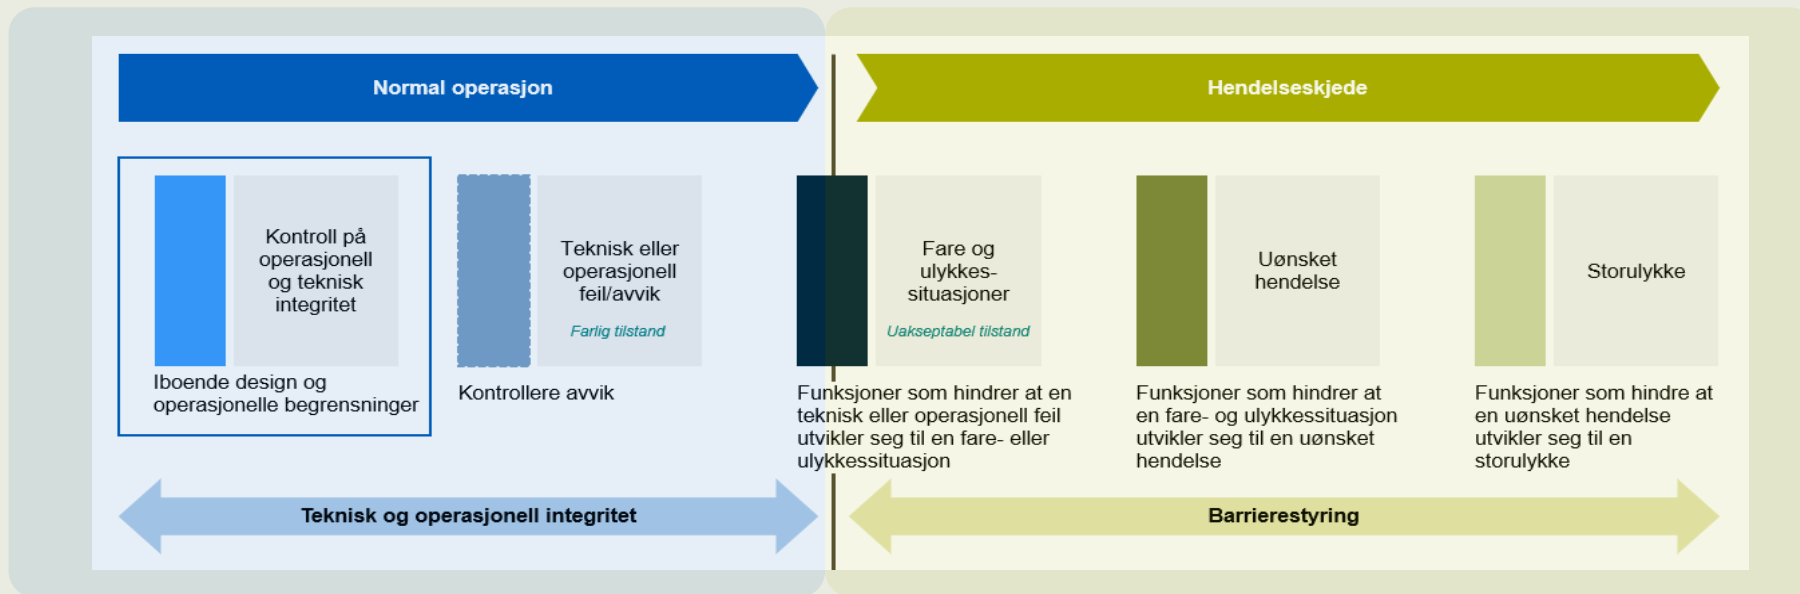 Normal operasjon
Hendelseskjede
Kontroll på
operasjonell
og teknisk
integritet
Iboende design og
operasjonelle begrensninger
Teknisk eller
operasjonell
feil/avvik
Farlig tilstand
Kontrollere avvik
Fare og
ulykkes-
situasjoner
Uakseptabel tilstand
Funksjoner som hindrer at en
teknisk eller operasjonell feil
utvikler seg til en fare- eller
ulykkessituasjon
Uønsket
hendelse
Funksjoner som hindrer at
en fare- og ulykkessituasjon
utvikler seg til en uønsket
hendelse
Storulykke
Funksjoner som hindre at
en uønsket hendelse
utvikler seg til en
storulykke
Teknisk og operasjonell integritet
Barrierestyring